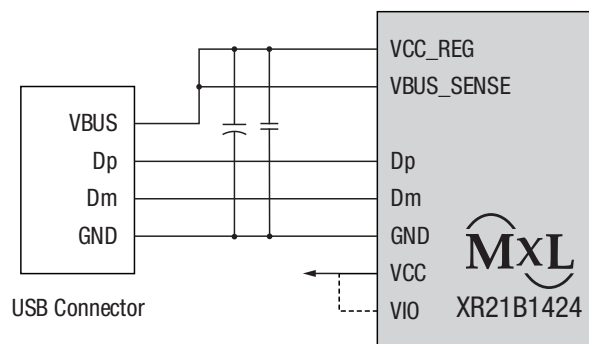 VCC_REG
VBUS_SENSE
VBUS
Dp
Dm
GND
USB Connector
Dp
Dm
GND
VCC
VIO
MxL
XR21B1424